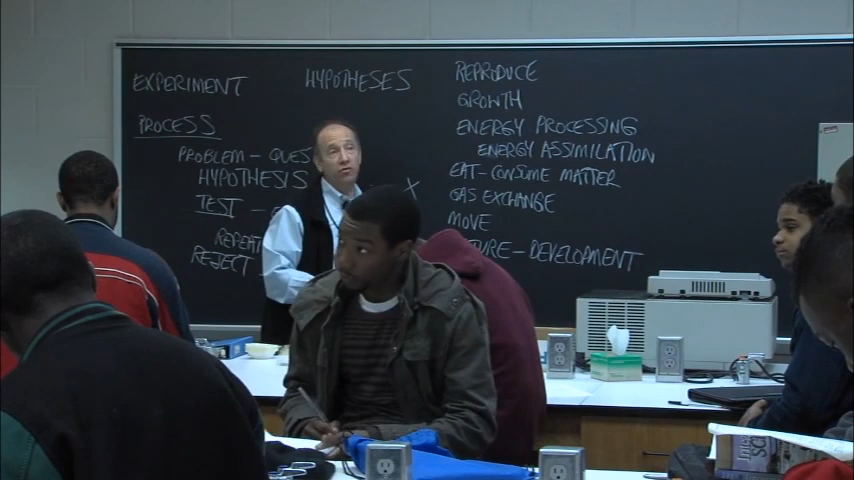 EXPERIMENT
PROCESS
PROBLEM - QUES
HYPOTHESIS
TEST -
REPEAT
REJECT
HYPOTHESES
X
REPRODUCE
GROWTH
ENERGY PROCESSING
ENERGY ASSIMILATION
EAT - CONSUME MATTER
GAS EXCHANGE
MOVE
TURE - DEVELOPMENT